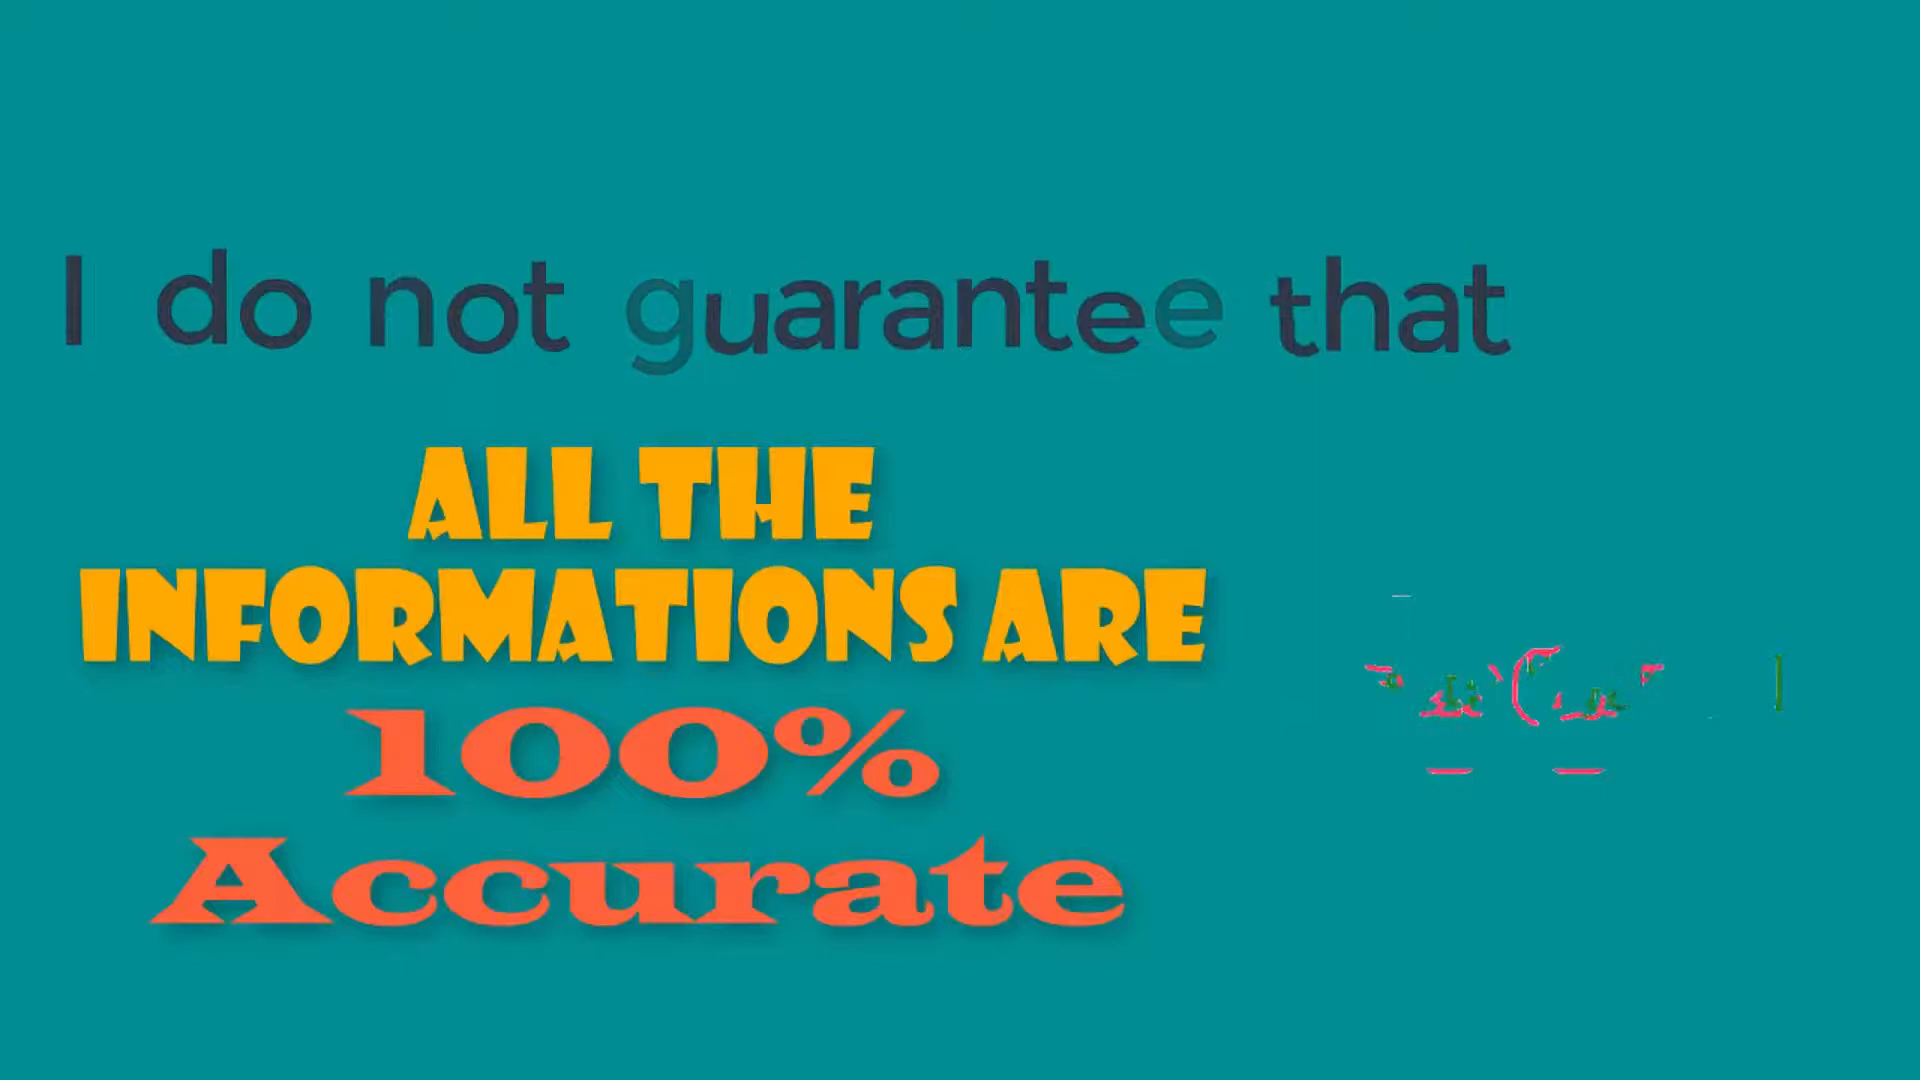 I do not guarantee that
ALL THE
INFORMATIONS ARE
100%
Accurate